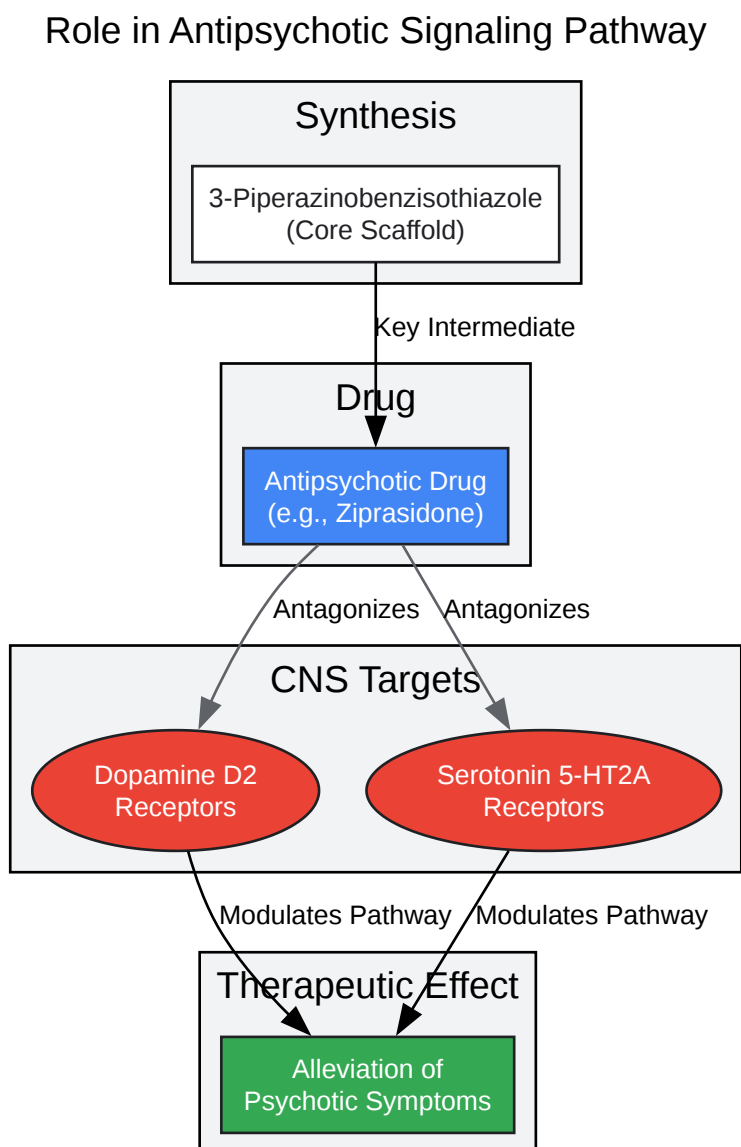 Role in Antipsychotic Signaling Pathway
Synthesis
3-Piperazinobenzisothiazole
(Core Scaffold)
Key Intermediate
Drug
Antipsychotic Drug
(e.g., Ziprasidone)
Antagonizes
Antagonizes
CNS Targets
Dopamine D2
Receptors
Serotonin 5-HT2A
Receptors
Modulates Pathway
Modulates Pathway
Therapeutic Effect
Alleviation of
Psychotic Symptoms